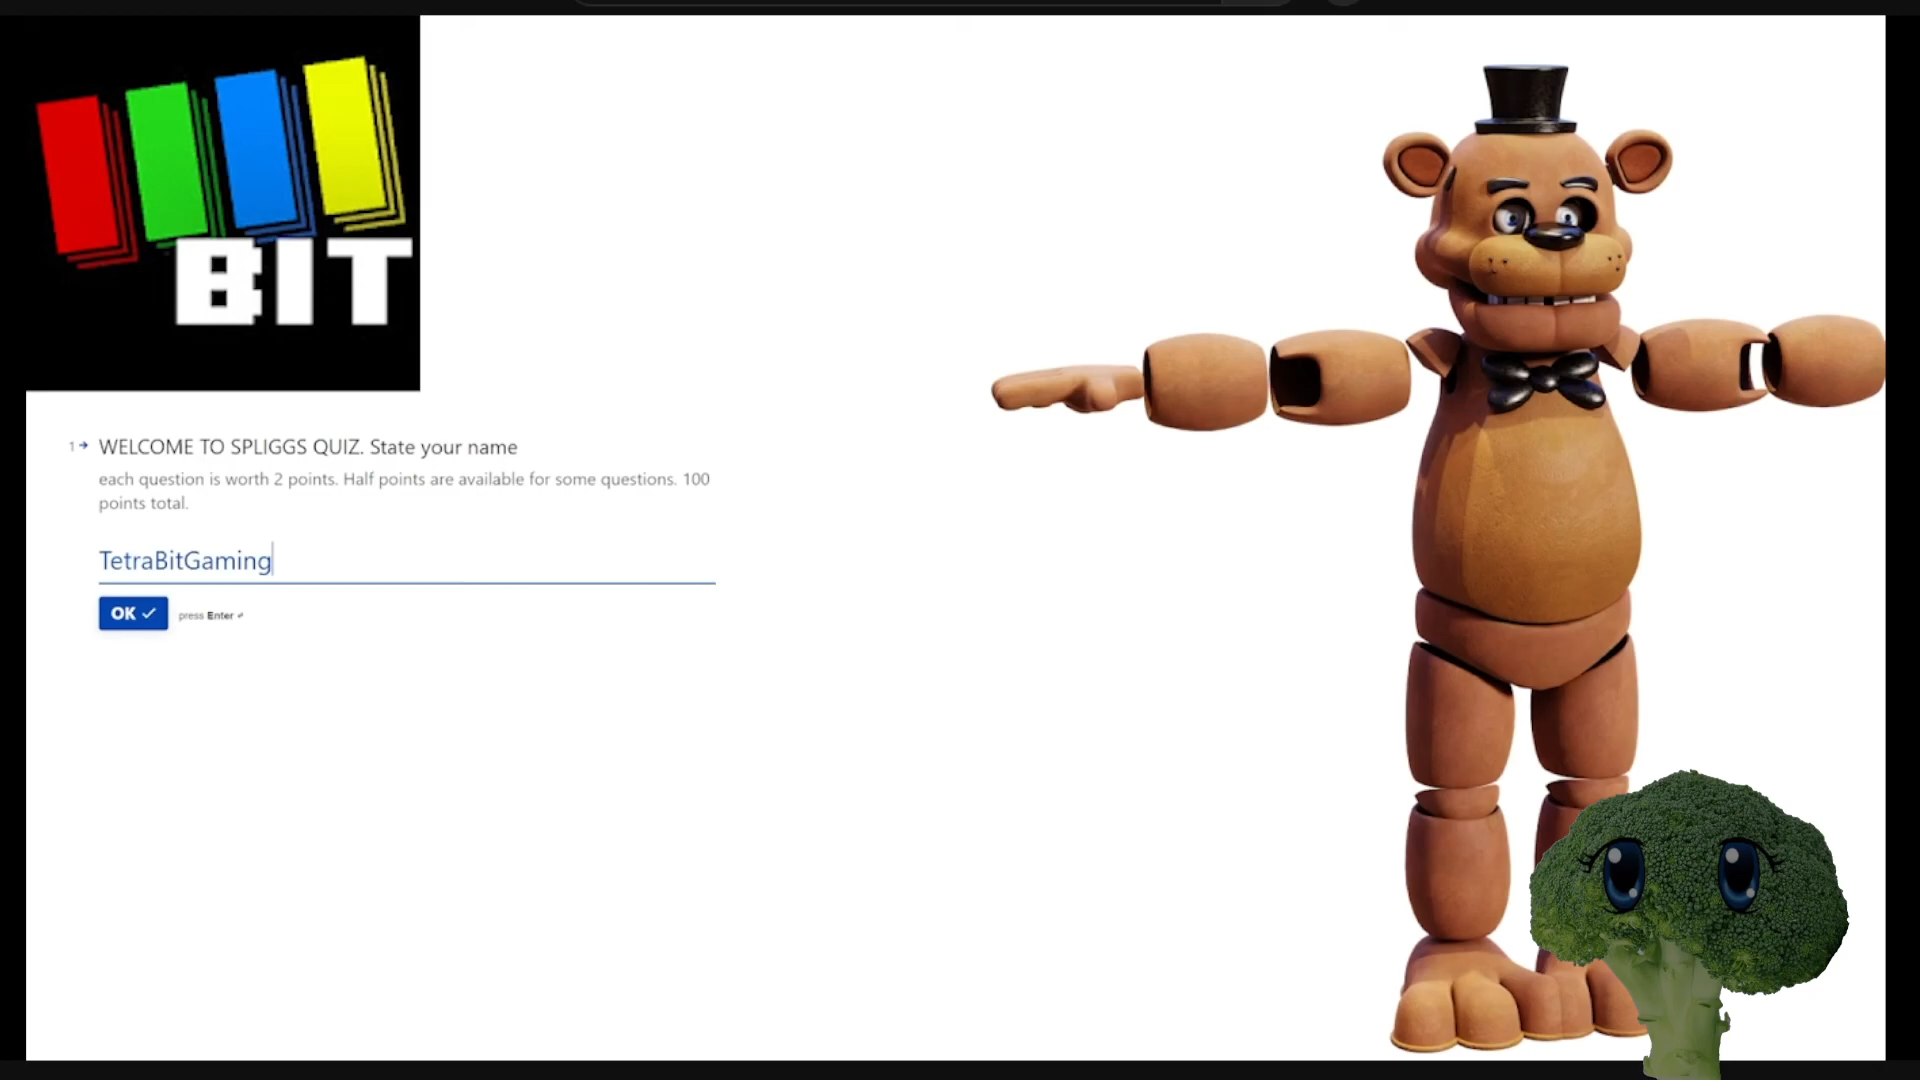 BIT
1→ WELCOME TO SPLIGGS QUIZ. State your name
each question is worth 2 points. Half points are available for some questions. 100
points total.
TetraBitGaming
OK ✓ press Enter ↵